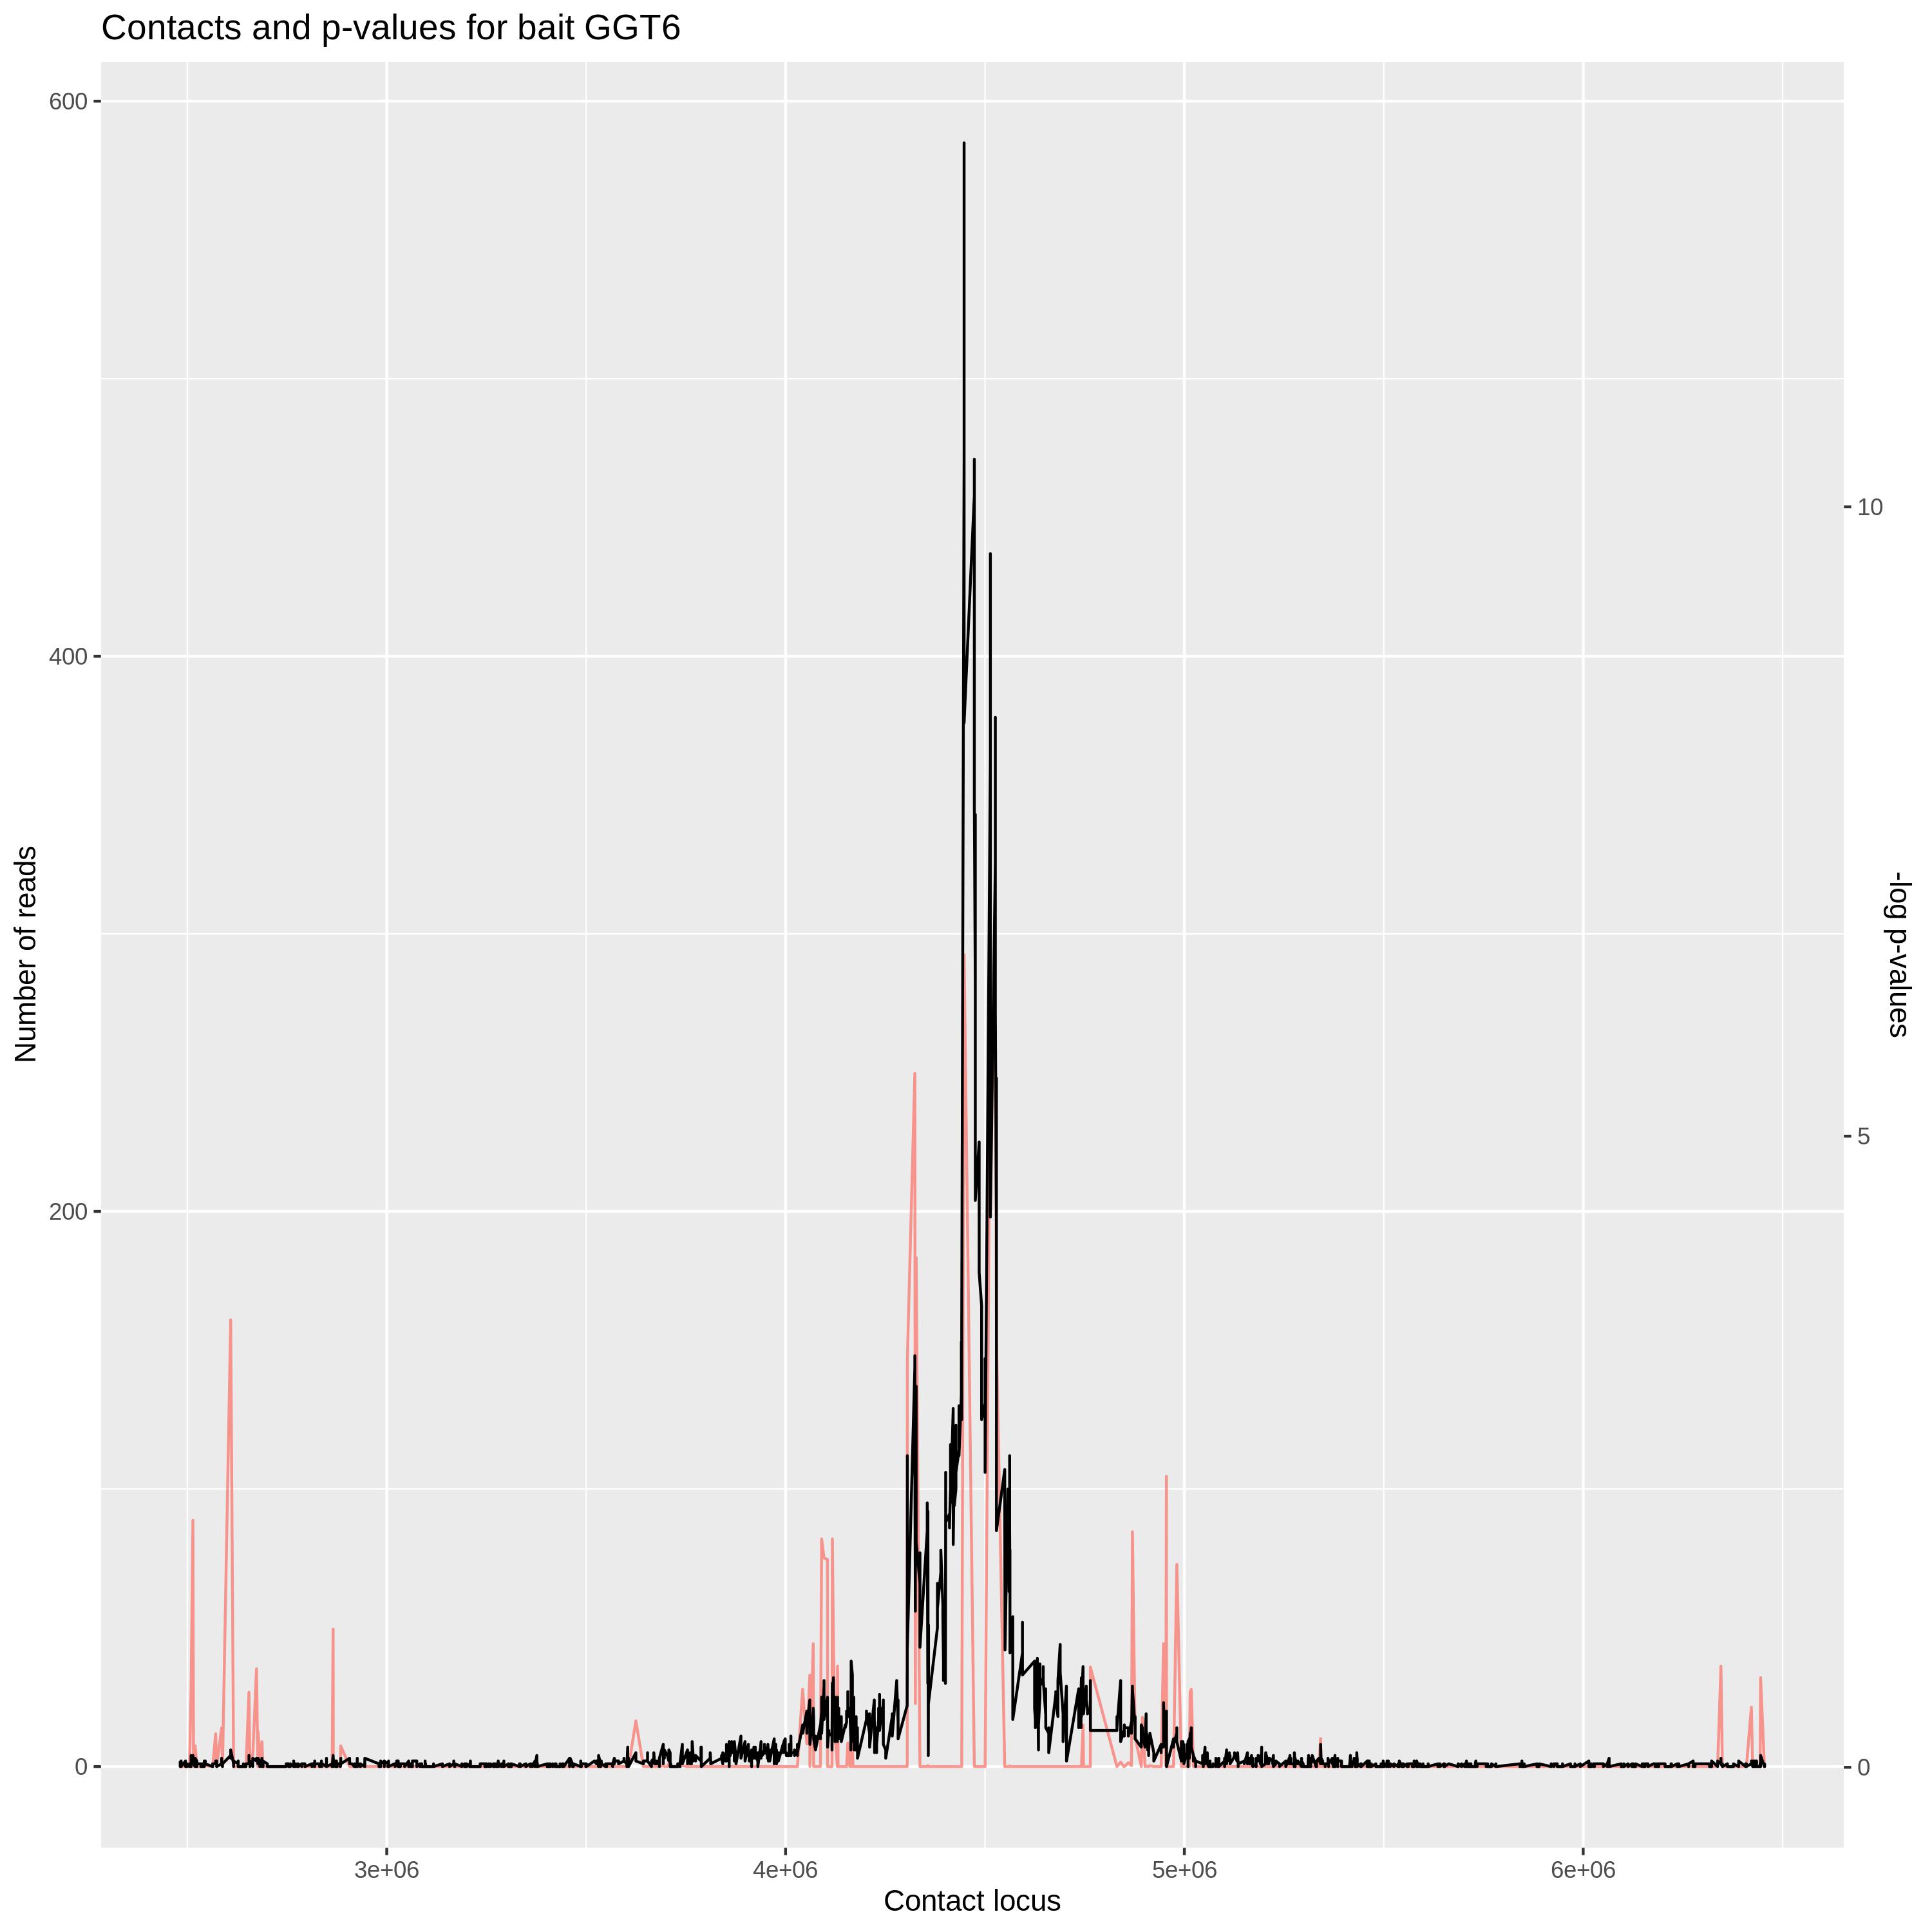 Contacts and p-values for bait GGT6
600
400
200
0
Number of reads
10
5
0
-log p-values
3e+06
4e+06
5e+06
6e+06
Contact locus